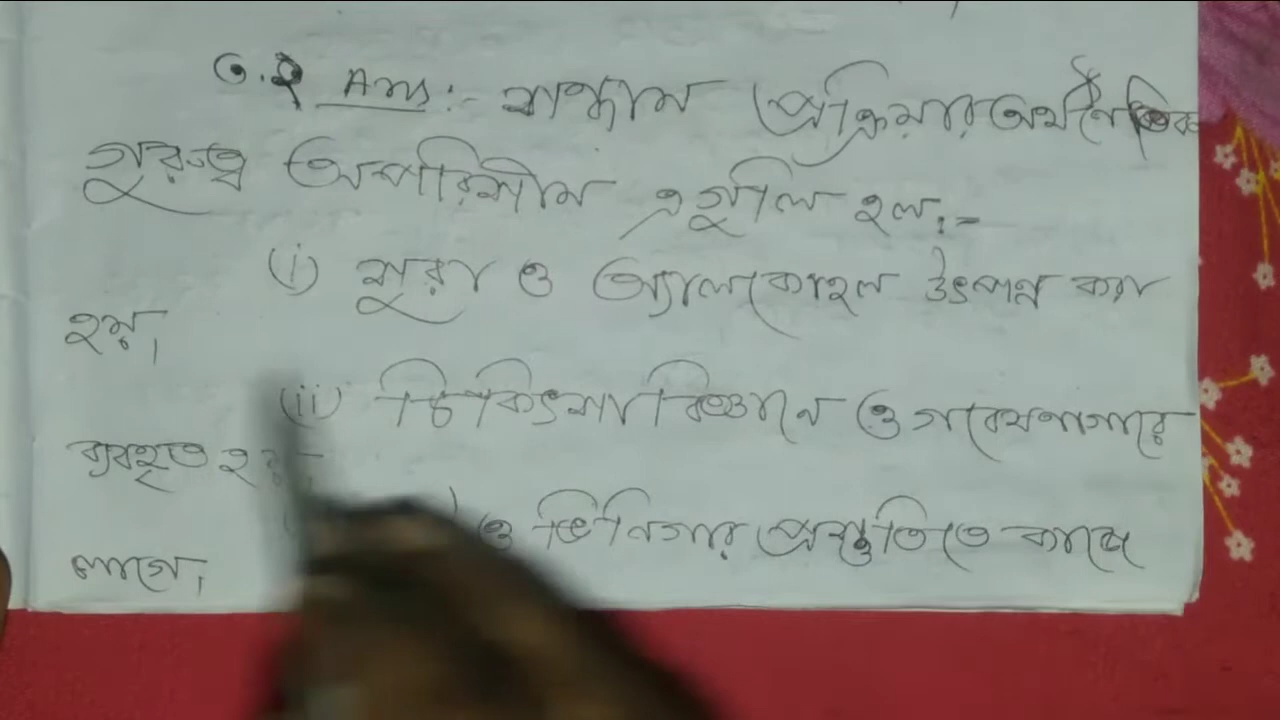 ৩.২ Ans:- সন্ধান প্রক্রিয়ার অর্থনৈতিক
গুরুত্ব অপরিসীম এগুলি হল:-
(i) সুরা ও অ্যালকোহল উৎপন্ন করা
হয়।
(ii) চিকিৎসা বিজ্ঞানে ও গবেষণাগারে
ব্যবহৃত হয়।
ও ভিনিগার প্রস্তুতিতে কাজে
লাগে।